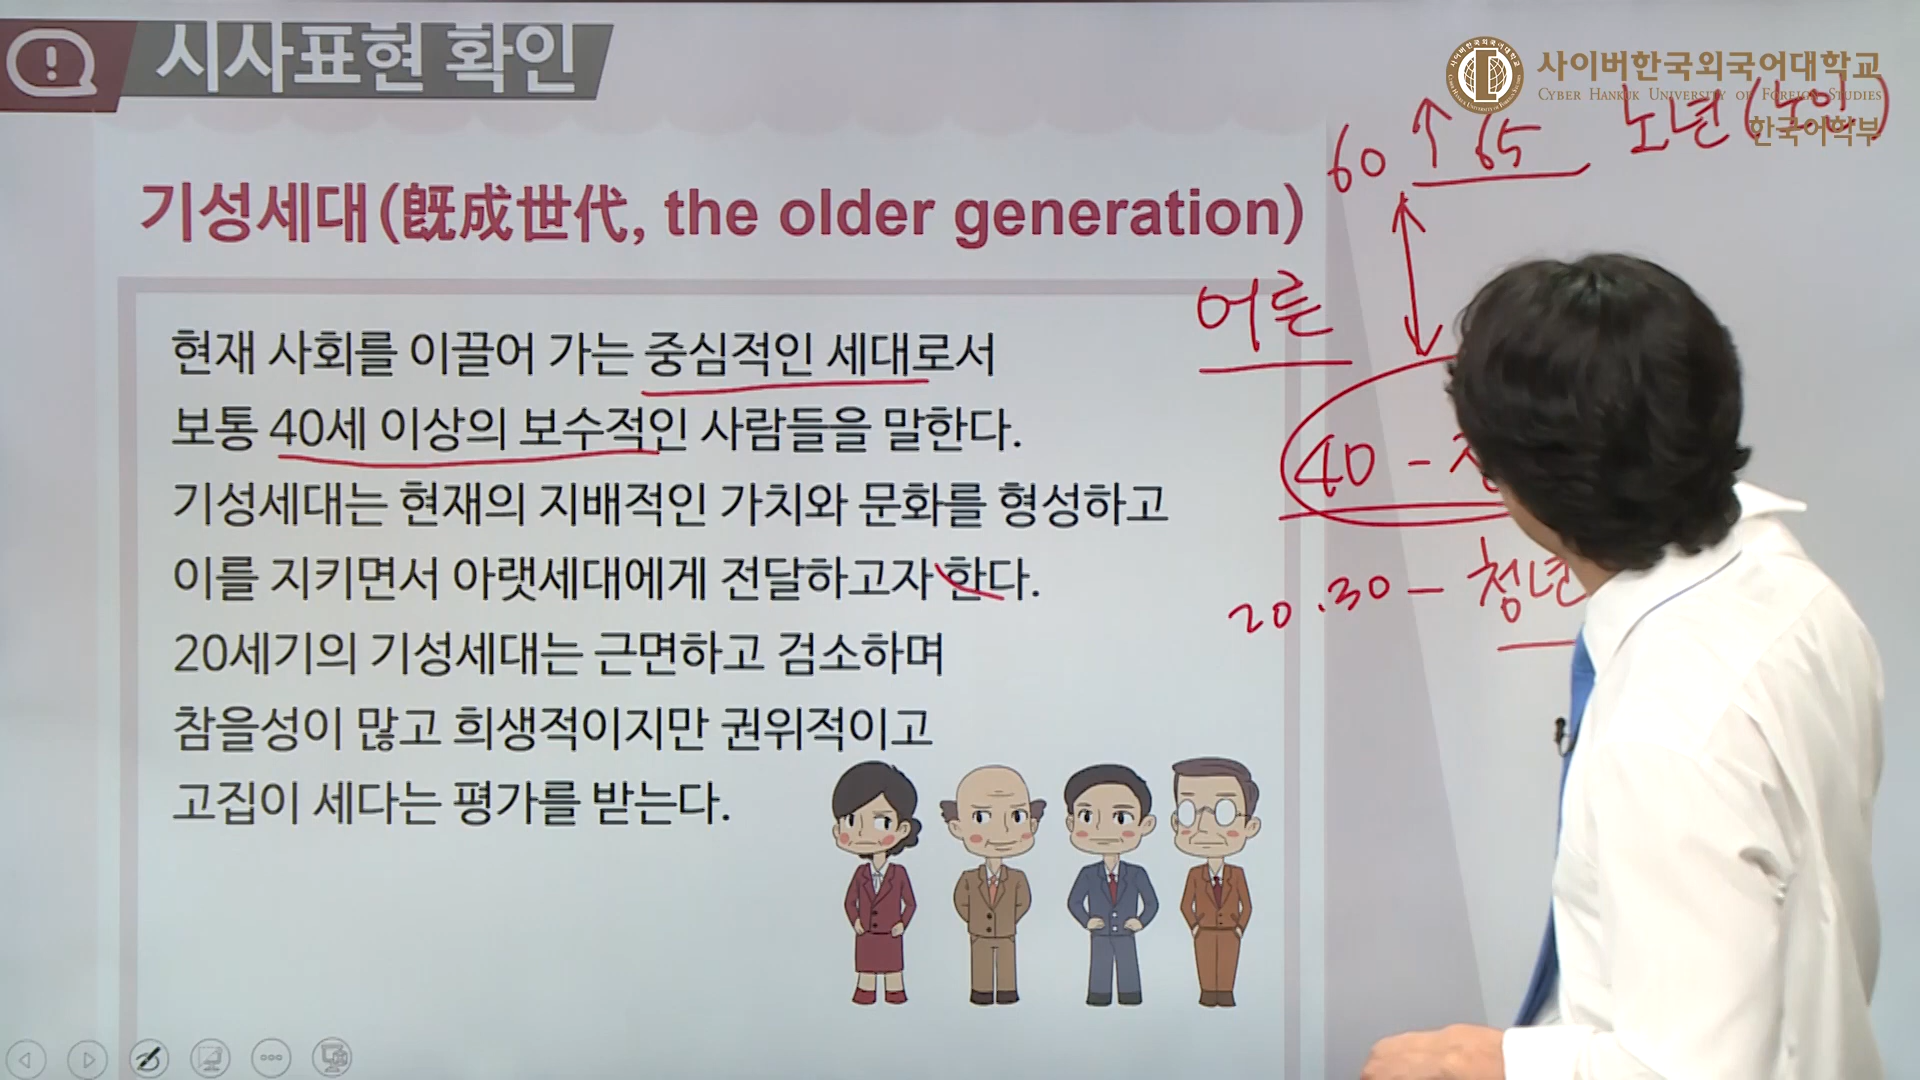 시사표현 확인
사이버한국외국어대학교
CYBER HANKUK UNIVERSITY OF FOREIGN STUDIES
한국어학부
60 ↑ 65 노년 (노인)
기성세대(旣成世代, the older generation)
어른
현재 사회를 이끌어 가는 중심적인 세대로서
보통 40세 이상의 보수적인 사람들을 말한다.
40 -
기성세대는 현재의 지배적인 가치와 문화를 형성하고
이를 지키면서 아랫세대에게 전달하고자 한다.
20.30 - 청년
20세기의 기성세대는 근면하고 검소하며
참을성이 많고 희생적이지만 권위적이고
고집이 세다는 평가를 받는다.